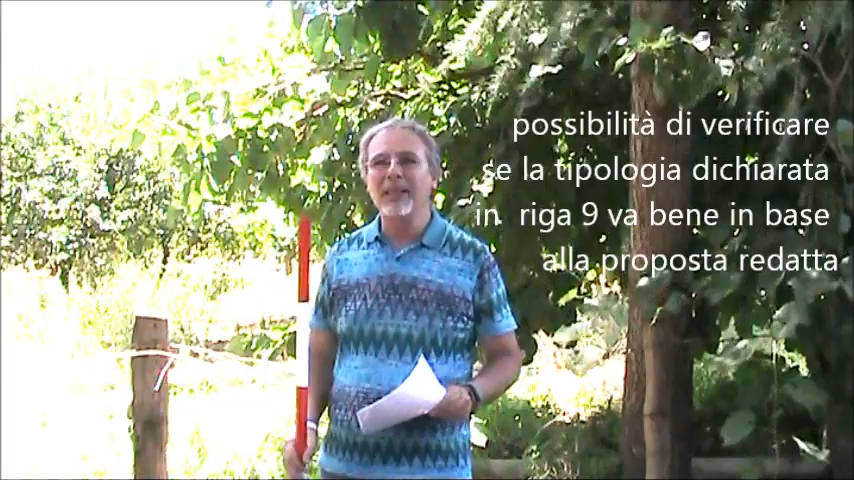 possibilità di verificare
se la tipologia dichiarata
in riga 9 va bene in base
alla proposta redatta